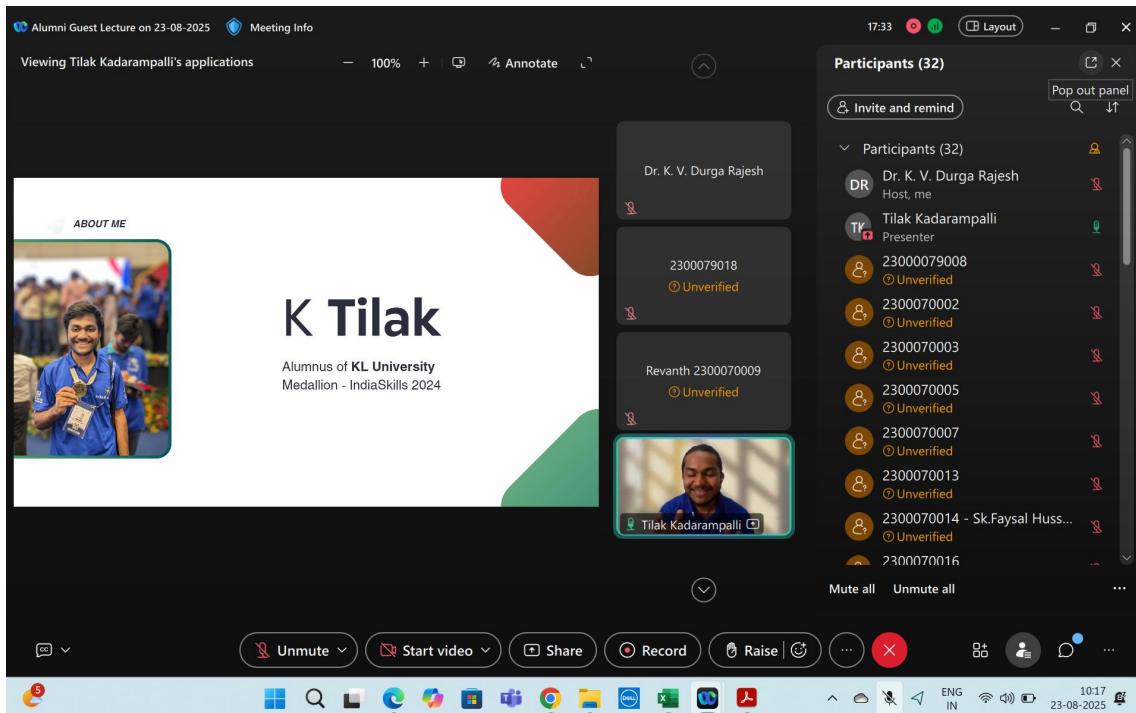 Alumni Guest Lecture on 23-08-2025
Meeting Info
17:33
Layout
Viewing Tilak Kadarampalli's applications
100%
Annotate
ABOUT ME
K Tilak
Alumnus of KL University
Medallion - IndiaSkills 2024
Dr. K. V. Durga Rajesh
2300079018
Unverified
Revanth 2300070009
Unverified
Tilak Kadarampalli
Participants (32)
Pop out panel
Invite and remind
Participants (32)
DR
Dr. K. V. Durga Rajesh
Host, me
TK
Tilak Kadarampalli
Presenter
2300079008
Unverified
2300070002
Unverified
2300070003
Unverified
2300070005
Unverified
2300070007
Unverified
2300070013
Unverified
2300070014 - Sk.Faysal Huss...
Unverified
2300070016
Mute all
Unmute all
...
CC
Unmute
Start video
Share
Record
Raise
5
DELL
ENG
IN
10:17
23-08-2025